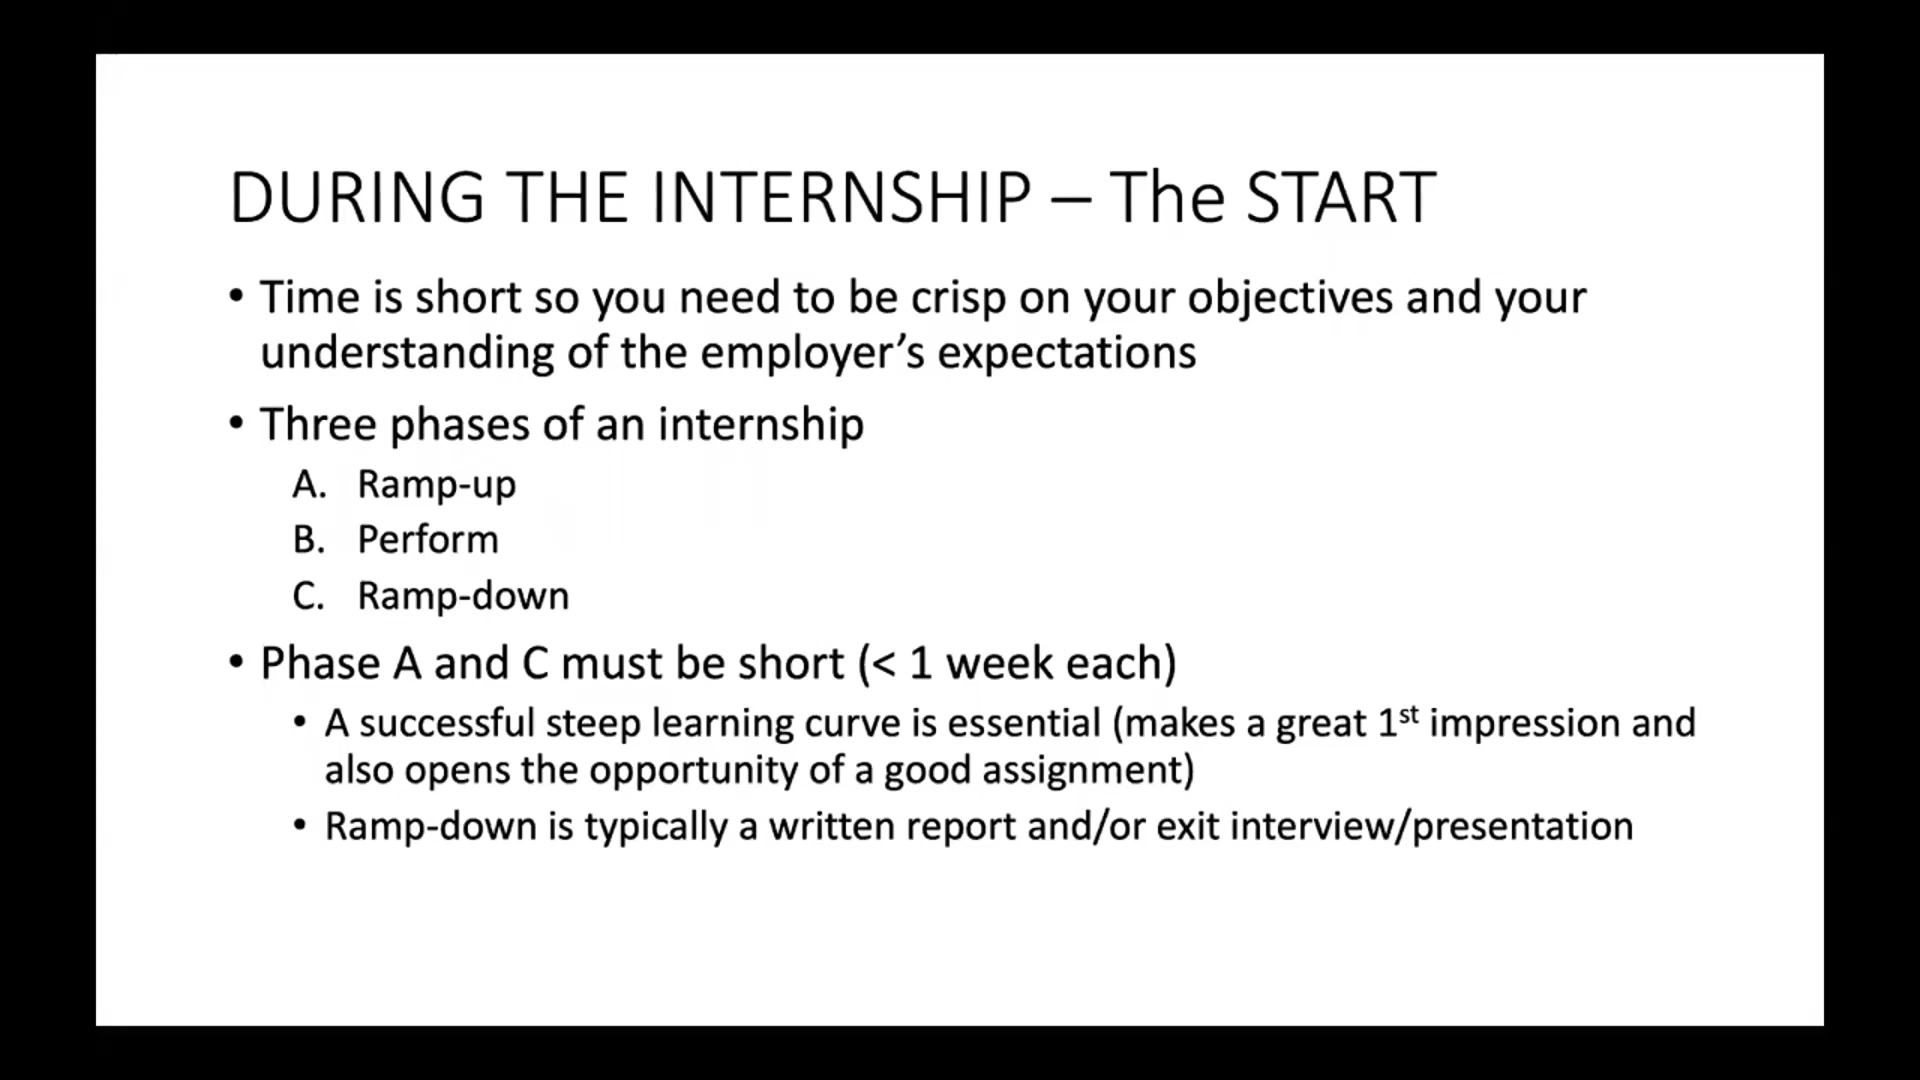 DURING THE INTERNSHIP – The START
• Time is short so you need to be crisp on your objectives and your
understanding of the employer’s expectations
• Three phases of an internship
A. Ramp-up
B. Perform
C. Ramp-down
• Phase A and C must be short (< 1 week each)
• A successful steep learning curve is essential (makes a great 1st impression and
also opens the opportunity of a good assignment)
• Ramp-down is typically a written report and/or exit interview/presentation